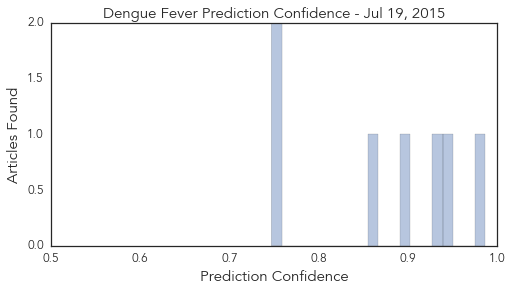 Dengue Fever Prediction Confidence - Jul 19, 2015
2.0
1.5
1.0
0.5
0.0
Articles Found
0.5 0.6 0.7 0.8 0.9 1.0
Prediction Confidence